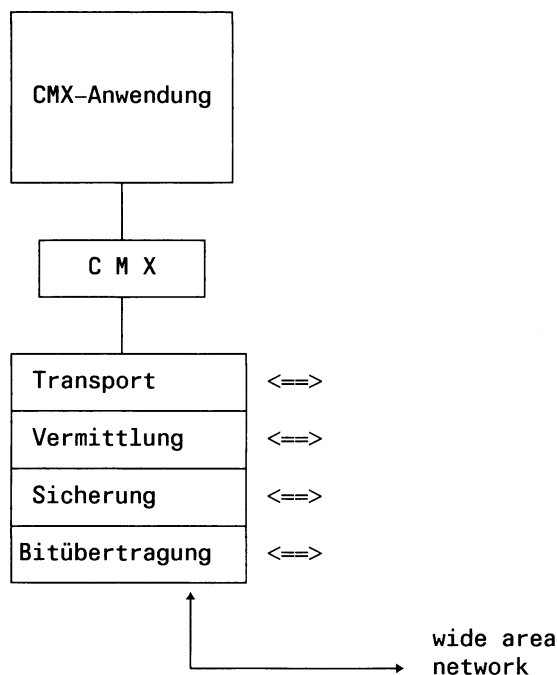 CMX–Anwendung
C M X
Transport <==>
Vermittlung <==>
Sicherung <==>
Bitübertragung <==>
wide area
network